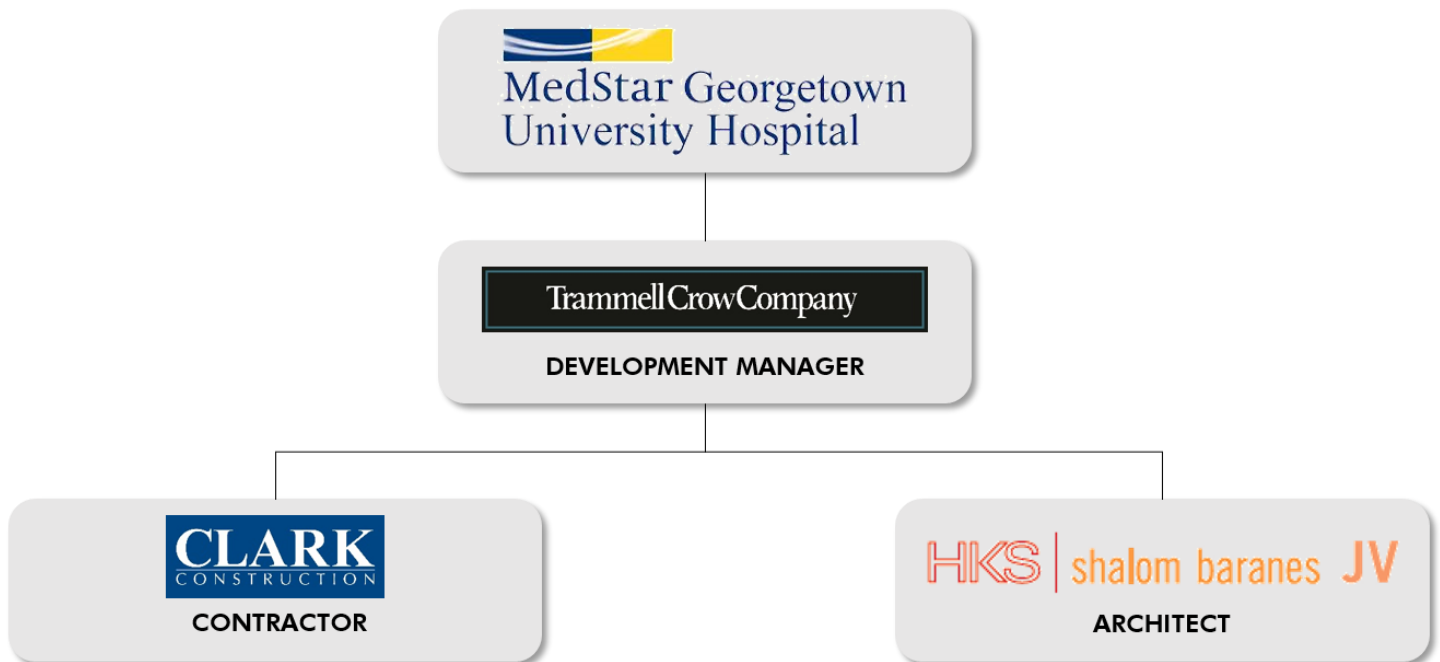 MedStar Georgetown
University Hospital
TrammellCrowCompany
DEVELOPMENT MANAGER
CLARK
CONSTRUCTION
CONTRACTOR
HKS shalom baranes JV
ARCHITECT